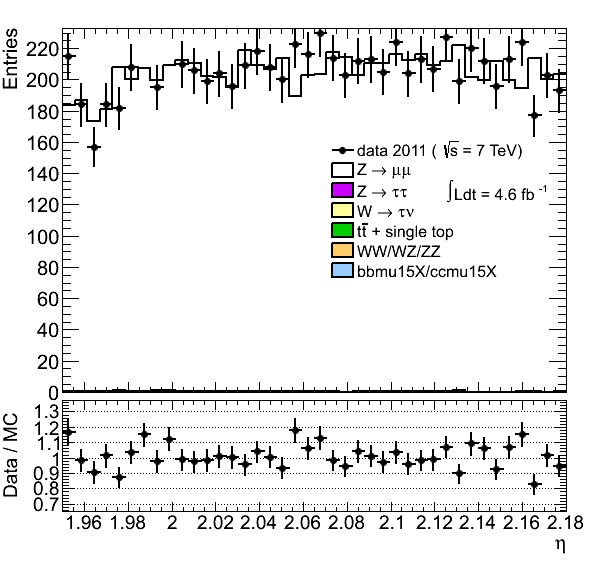 Entries
220
200
180
160
140
120
100
80
60
40
20
0
data 2011 ( √s = 7 TeV)
Z → μμ
Z → ττ
W → τν
tt̄ + single top
WW/WZ/ZZ
bbmu15X/ccmu15X
∫Ldt = 4.6 fb⁻¹
Data / MC
1.3
1.2
1.1
1
0.9
0.8
0.7
1.96 1.98 2 2.02 2.04 2.06 2.08 2.1 2.12 2.14 2.16 2.18
η